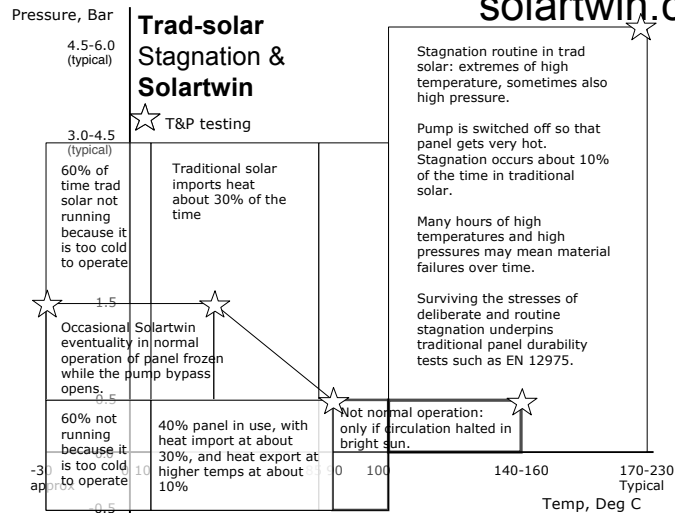 solartwin.c
Pressure, Bar
Trad-solar
Stagnation &
Solartwin
4.5-6.0
(typical)
T&P testing
3.0-4.5
(typical)
60% of
time trad
solar not
running
because it
is too cold
to operate
Traditional solar
imports heat
about 30% of the
time
Stagnation routine in trad
solar: extremes of high
temperature, sometimes also
high pressure.
Pump is switched off so that
panel gets very hot.
Stagnation occurs about 10%
of the time in traditional
solar.
Many hours of high
temperatures and high
pressures may mean material
failures over time.
Surviving the stresses of
deliberate and routine
stagnation underpins
traditional panel durability
tests such as EN 12975.
1.5
Occasional Solartwin
eventuality in normal
operation of panel frozen
while the pump bypass
opens.
0.5
60% not
running
because it
is too cold
to operate
40% panel in use, with
heat import at about
30%, and heat export at
higher temps at about
10%
Not normal operation:
only if circulation halted in
bright sun.
0.0
-30
approx
0 10
85 90
100
140-160
170-230
Typical
-0.5
Temp, Deg C